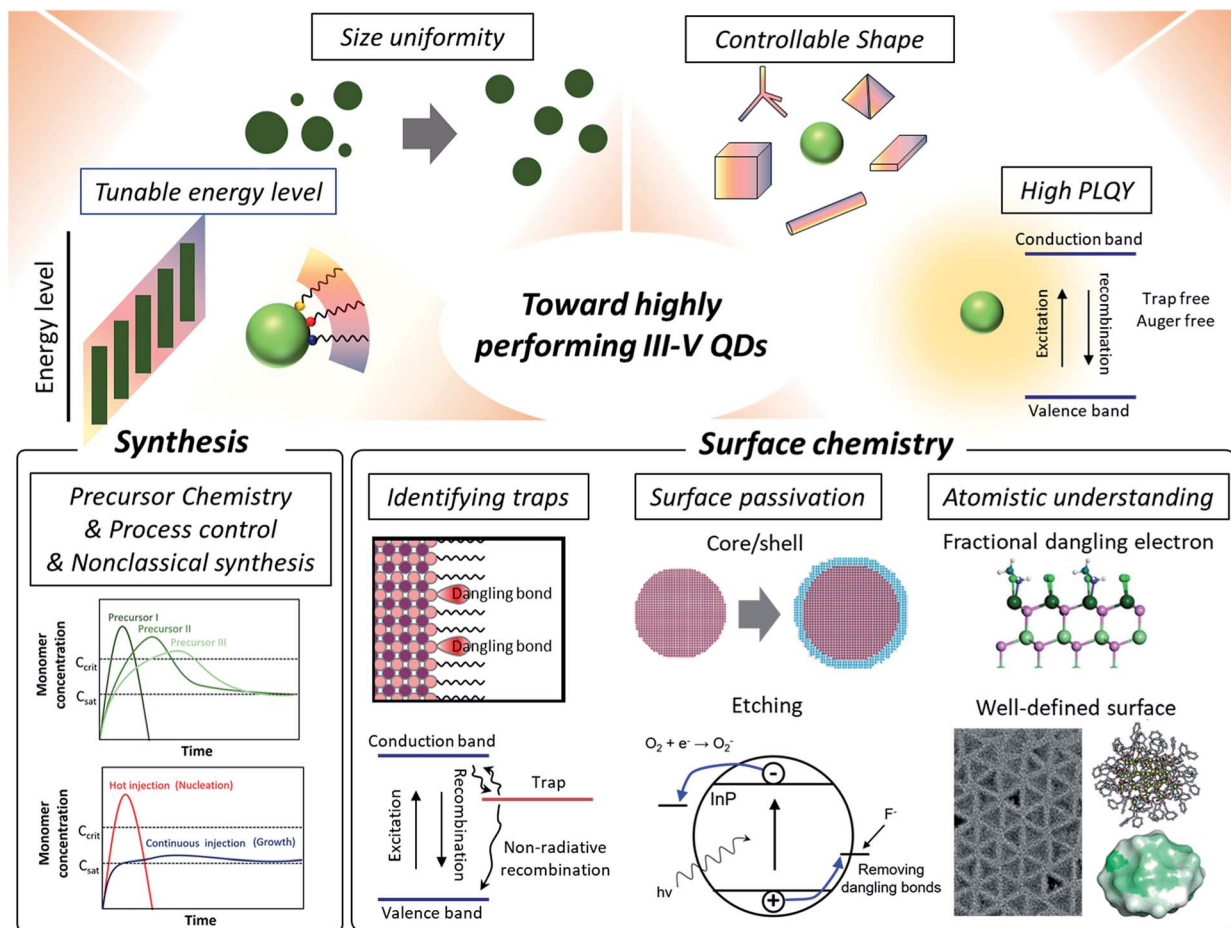 Size uniformity
Controllable Shape
Tunable energy level
High PLQY
Energy level
Conduction band
Excitation
recombination
Trap free
Auger free
Valence band
Toward highly
performing III-V QDs
Synthesis
Precursor Chemistry
& Process control
& Nonclassical synthesis
Monomer
concentration
Precursor I
Precursor II
Precursor III
Ccrit
Csat
Time
Monomer
concentration
Hot injection (Nucleation)
Ccrit
Continuous injection (Growth)
Csat
Time
Surface chemistry
Identifying traps
Dangling bond
Dangling bond
Conduction band
Excitation
Recombination
Trap
Non-radiative
recombination
Valence band
Surface passivation
Core/shell
Etching
O2 + e- → O2-
-
InP
F-
Removing
dangling bonds
hv
+
Atomistic understanding
Fractional dangling electron
Well-defined surface